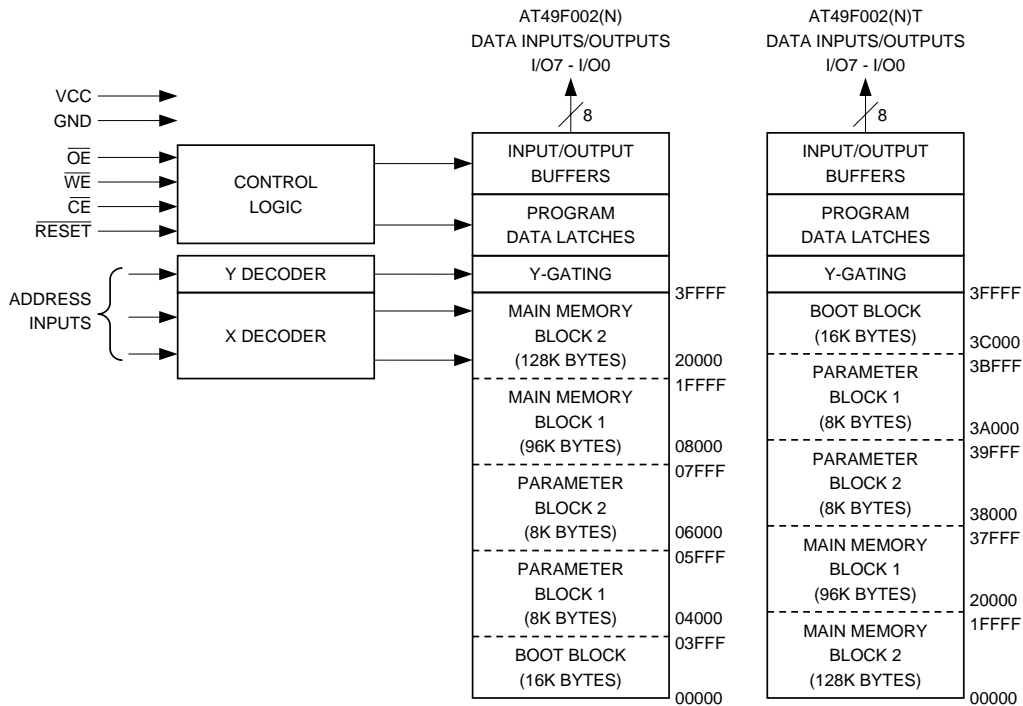 AT49F002(N)
DATA INPUTS/OUTPUTS
I/O7 - I/O0
8
AT49F002(N)T
DATA INPUTS/OUTPUTS
I/O7 - I/O0
8
VCC
GND
OE
WE
CE
RESET
CONTROL
LOGIC
ADDRESS
INPUTS
Y DECODER
X DECODER
INPUT/OUTPUT
BUFFERS
PROGRAM
DATA LATCHES
Y-GATING
3FFFF
MAIN MEMORY
BLOCK 2
(128K BYTES)
20000
1FFFF
MAIN MEMORY
BLOCK 1
(96K BYTES)
08000
07FFF
PARAMETER
BLOCK 2
(8K BYTES)
06000
05FFF
PARAMETER
BLOCK 1
(8K BYTES)
04000
03FFF
BOOT BLOCK
(16K BYTES)
00000
INPUT/OUTPUT
BUFFERS
PROGRAM
DATA LATCHES
Y-GATING
3FFFF
BOOT BLOCK
(16K BYTES)
3C000
3BFFF
PARAMETER
BLOCK 1
(8K BYTES)
3A000
39FFF
PARAMETER
BLOCK 2
(8K BYTES)
38000
37FFF
MAIN MEMORY
BLOCK 1
(96K BYTES)
20000
1FFFF
MAIN MEMORY
BLOCK 2
(128K BYTES)
00000